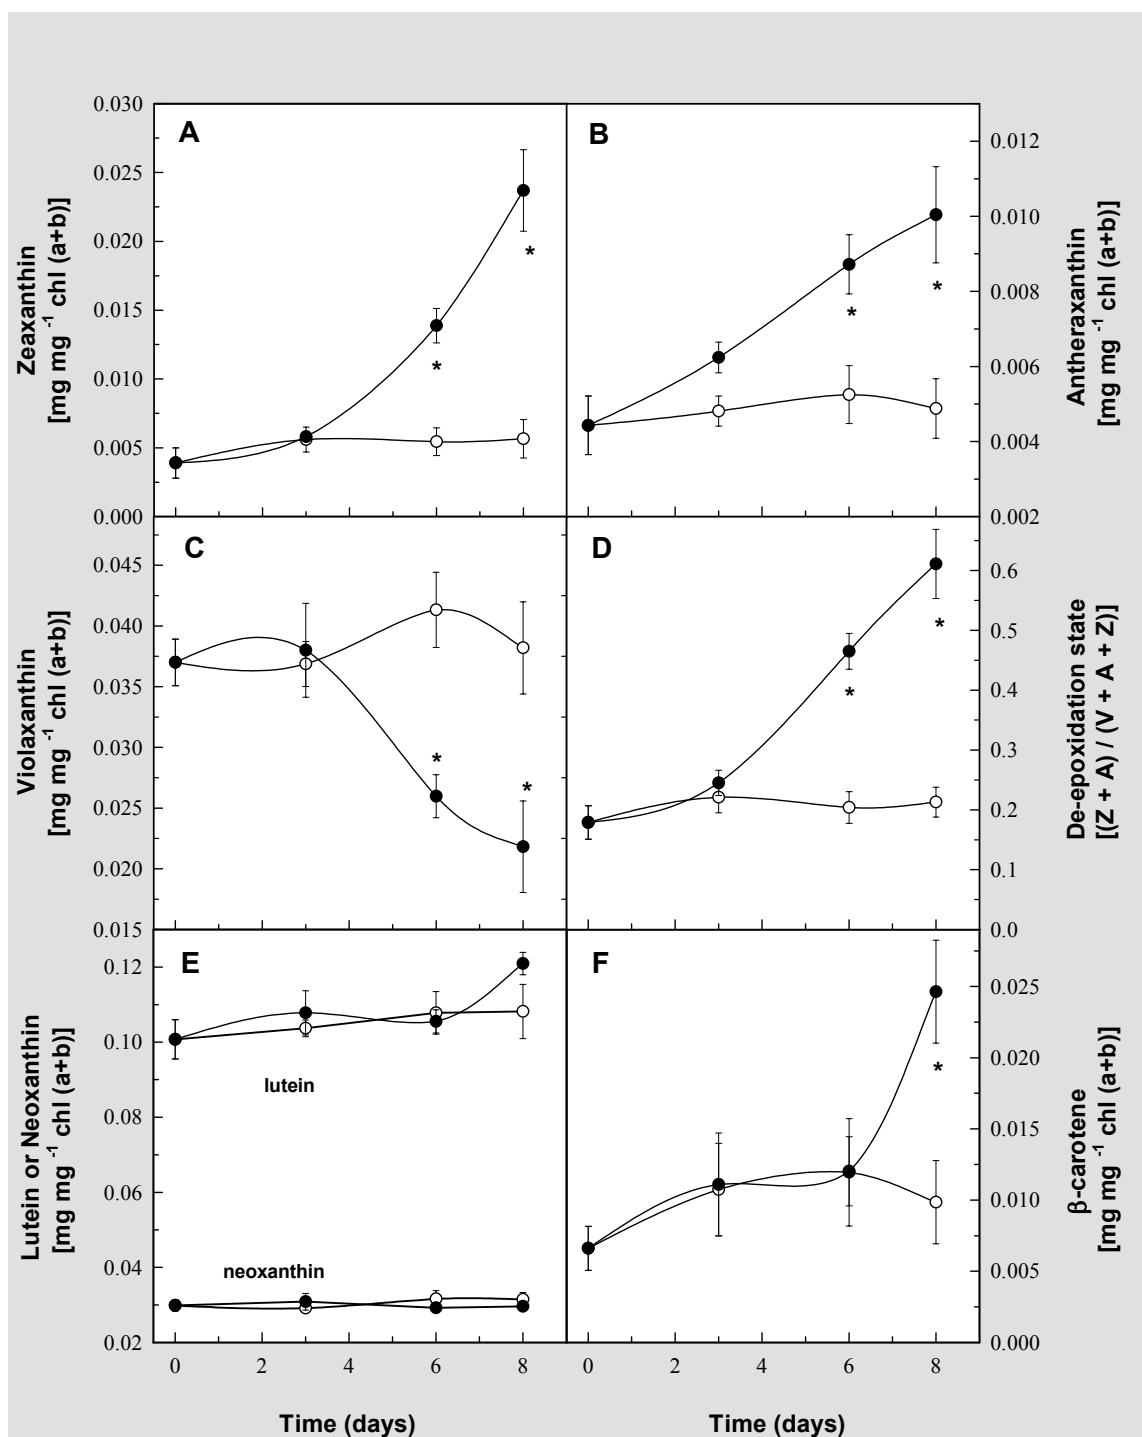 A
B
0.030
0.025
0.020
0.015
0.010
0.005
0.000
Zeaxanthin
[mg mg -1 chl (a+b)]
*
*
*
*
0.012
0.010
0.008
0.006
0.004
0.002
Antheraxanthin
[mg mg -1 chl (a+b)]
C
D
0.045
0.040
0.035
0.030
0.025
0.020
0.015
Violaxanthin
[mg mg -1 chl (a+b)]
*
*
*
*
0.6
0.5
0.4
0.3
0.2
0.1
0.0
De-epoxidation state
[(Z + A) / (V + A + Z)]
E
F
0.12
0.10
0.08
0.06
0.04
0.02
Lutein or Neoxanthin
[mg mg -1 chl (a+b)]
lutein
neoxanthin
*
0.025
0.020
0.015
0.010
0.005
0.000
β-carotene
[mg mg -1 chl (a+b)]
0 2 4 6 8
0 2 4 6 8
Time (days)
Time (days)